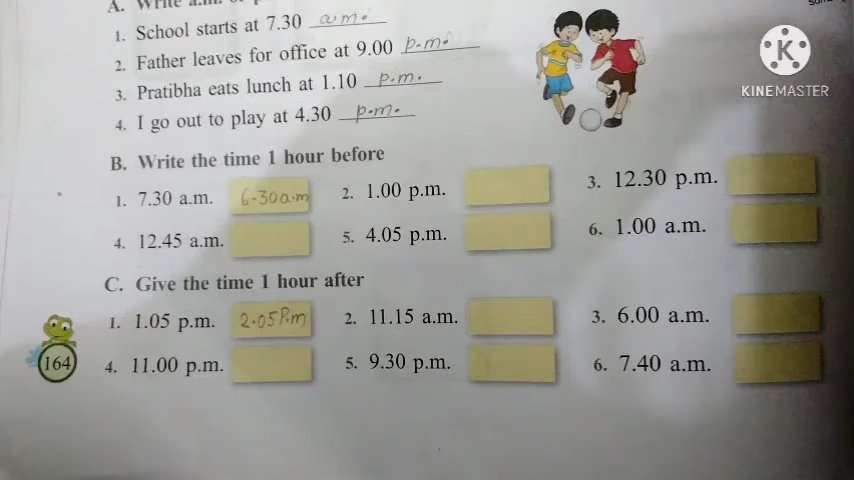 A. Write a.m. or p
1. School starts at 7.30 a.m.
2. Father leaves for office at 9.00 p.m.
3. Pratibha eats lunch at 1.10 p.m.
4. I go out to play at 4.30 p.m.
K
KINEMASTER
B. Write the time 1 hour before
1. 7.30 a.m. 6.30a.m 2. 1.00 p.m. 3. 12.30 p.m.
4. 12.45 a.m. 5. 4.05 p.m. 6. 1.00 a.m.
C. Give the time 1 hour after
1. 1.05 p.m. 2.05P.m 2. 11.15 a.m. 3. 6.00 a.m.
4. 11.00 p.m. 5. 9.30 p.m. 6. 7.40 a.m.
164